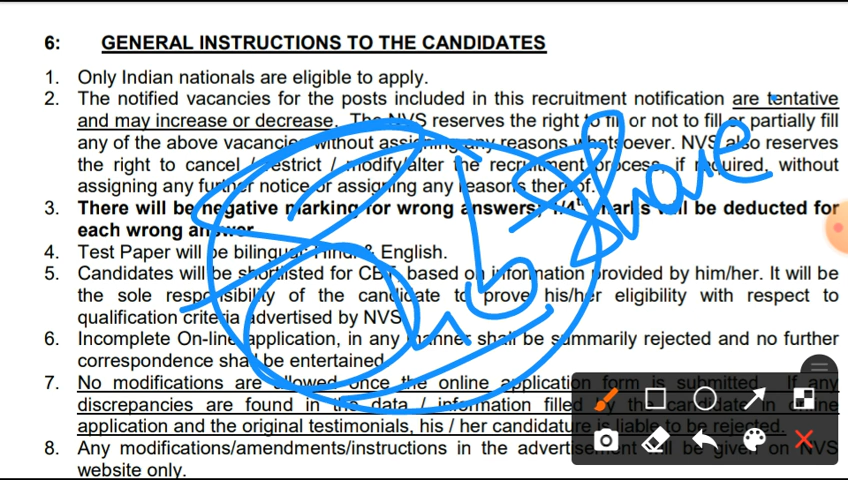 6: GENERAL INSTRUCTIONS TO THE CANDIDATES
1. Only Indian nationals are eligible to apply.
2. The notified vacancies for the posts included in this recruitment notification are tentative
and may increase or decrease. The NVS reserves the right to fill or not to fill or partially fill
any of the above vacancies without assigning any reasons whatsoever. NVS also reserves
the right to cancel / restrict / modify/alter the recruitment process, if required, without
assigning any further notice or assigning any reasons thereof.
3. There will be negative marking for wrong answers; 1/4th marks will be deducted for
each wrong answer
4. Test Paper will be bilingual Hindi & English.
5. Candidates will be shortlisted for CBT based on information provided by him/her. It will be
the sole responsibility of the candidate to prove his/her eligibility with respect to
qualification criteria advertised by NVS
6. Incomplete On-line application, in any manner shall be summarily rejected and no further
correspondence shall be entertained
7. No modifications are allowed once the online application form is submitted. If any
discrepancies are found in the data / information filled by the candidate in online
application and the original testimonials, his / her candidature is liable to be rejected.
8. Any modifications/amendments/instructions in the advertisement will be given on NVS
website only.
Share